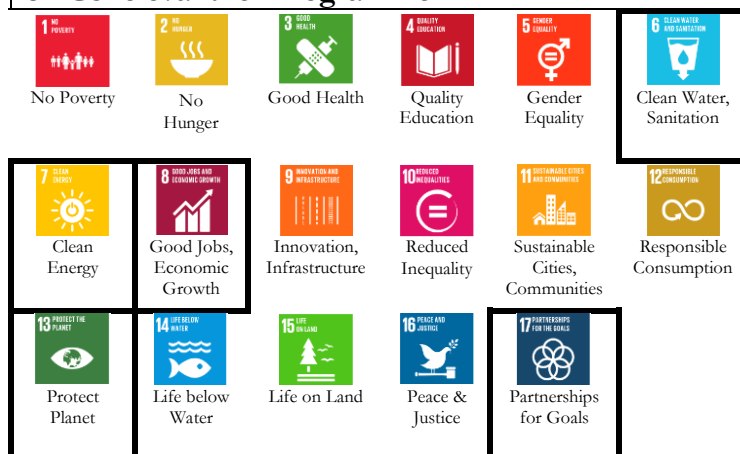 1 NO POVERTY
No Poverty
2 NO HUNGER
No
Hunger
3 GOOD HEALTH
Good Health
4 QUALITY EDUCATION
Quality
Education
5 GENDER EQUALITY
Gender
Equality
6 CLEAN WATER AND SANITATION
Clean Water,
Sanitation
7 CLEAN ENERGY
Clean
Energy
8 GOOD JOBS AND ECONOMIC GROWTH
Good Jobs,
Economic
Growth
9 INNOVATION AND INFRASTRUCTURE
Innovation,
Infrastructure
10 REDUCED INEQUALITIES
Reduced
Inequality
11 SUSTAINABLE CITIES AND COMMUNITIES
Sustainable
Cities,
Communities
12 RESPONSIBLE CONSUMPTION
Responsible
Consumption
13 PROTECT THE PLANET
Protect
Planet
14 LIFE BELOW WATER
Life below
Water
15 LIFE ON LAND
Life on Land
16 PEACE AND JUSTICE
Peace &
Justice
17 PARTNERSHIPS FOR THE GOALS
Partnerships
for Goals